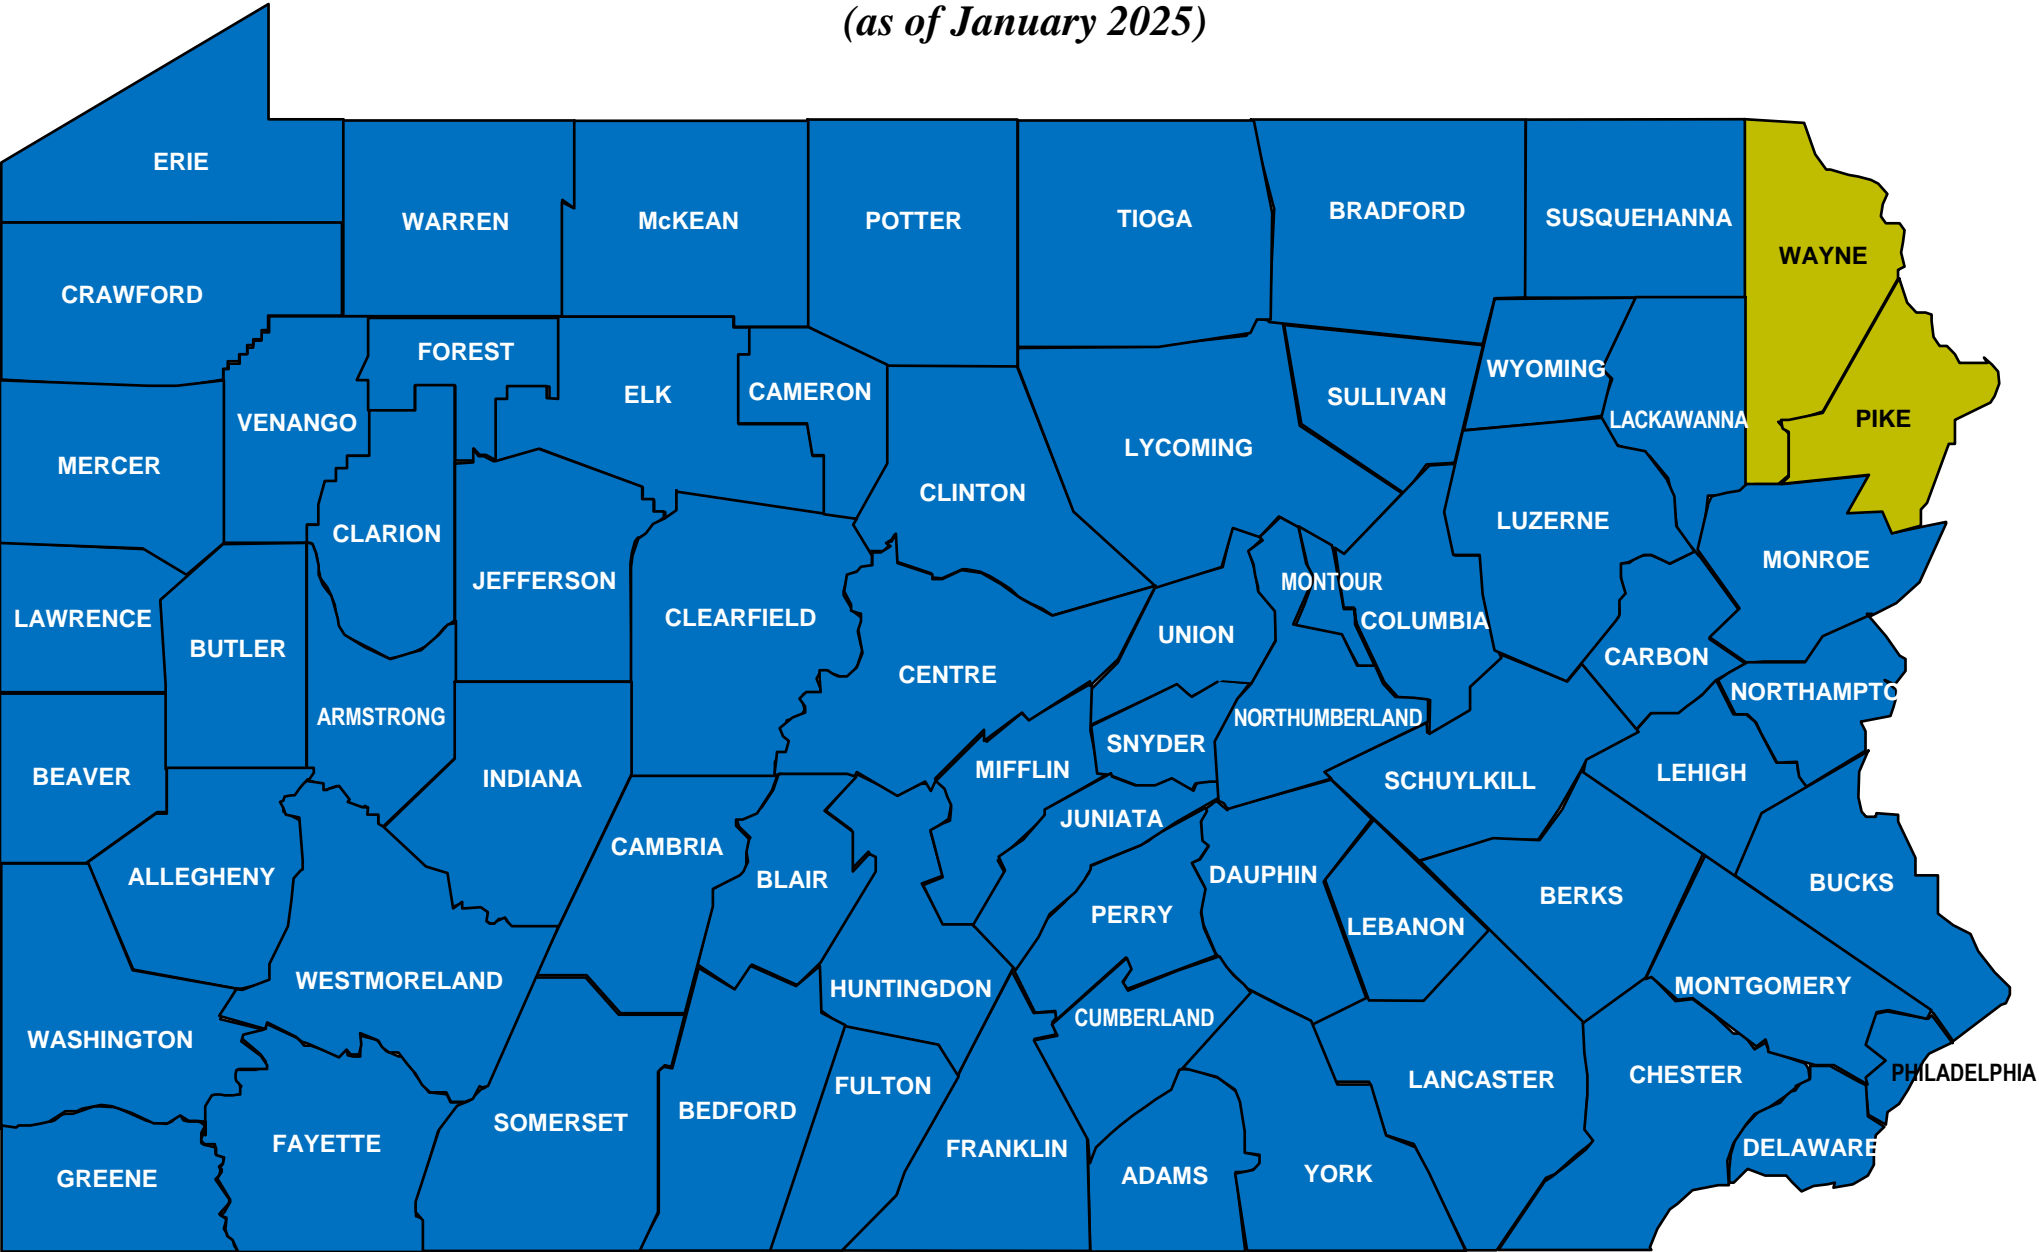 (as of January 2025)
ERIE
WARREN
McKEAN
POTTER
TIOGA
BRADFORD
SUSQUEHANNA
WAYNE
CRAWFORD
FOREST
ELK
CAMERON
SULLIVAN
WYOMING
LACKAWANNA
PIKE
VENANGO
MERCER
LYCOMING
CLINTON
CLARION
LUZERNE
MONROE
JEFFERSON
MONTOUR
LAWRENCE
CLEARFIELD
COLUMBIA
UNION
BUTLER
CARBON
CENTRE
NORTHAMPTO
ARMSTRONG
NORTHUMBERLAND
SNYDER
BEAVER
INDIANA
MIFFLIN
SCHUYLKILL
LEHIGH
JUNIATA
CAMBRIA
ALLEGHENY
BLAIR
DAUPHIN
BUCKS
BERKS
PERRY
LEBANON
WESTMORELAND
HUNTINGDON
MONTGOMERY
CUMBERLAND
WASHINGTON
PHILADELPHIA
FULTON
LANCASTER
CHESTER
BEDFORD
SOMERSET
FAYETTE
FRANKLIN
DELAWARE
GREENE
ADAMS
YORK